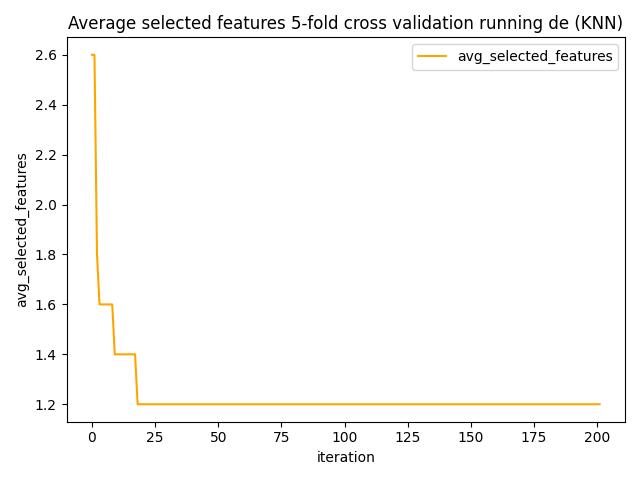 Average selected features 5-fold cross validation running de (KNN)
avg_selected_features
avg_selected_features
2.6
2.4
2.2
2.0
1.8
1.6
1.4
1.2
0 25 50 75 100 125 150 175 200
iteration